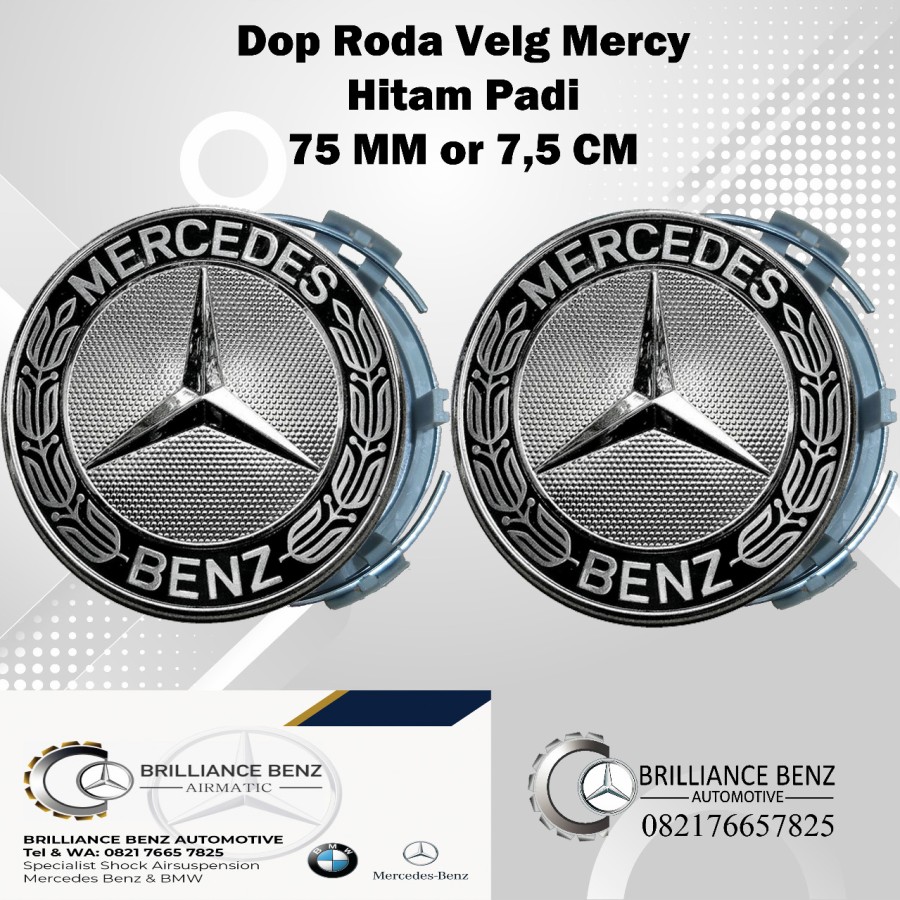 Dop Roda Velg Mercy
Hitam Padi
75 MM or 7,5 CM
MERCEDES
BENZ
MERCEDES
BENZ
BRILLIANCE BENZ
AIRMATIC
BRILLIANCE BENZ AUTOMOTIVE
Tel & WA: 0821 7665 7825
Specialist Shock Airsuspension
Mercedes Benz & BMW
BMW
Mercedes-Benz
BRILLIANCE BENZ
AUTOMOTIVE
082176657825